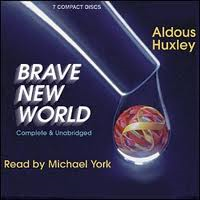 7 COMPACT DISCS
Aldous
Huxley
BRAVE
NEW
WORLD
Complete & Unabridged
Read by Michael York